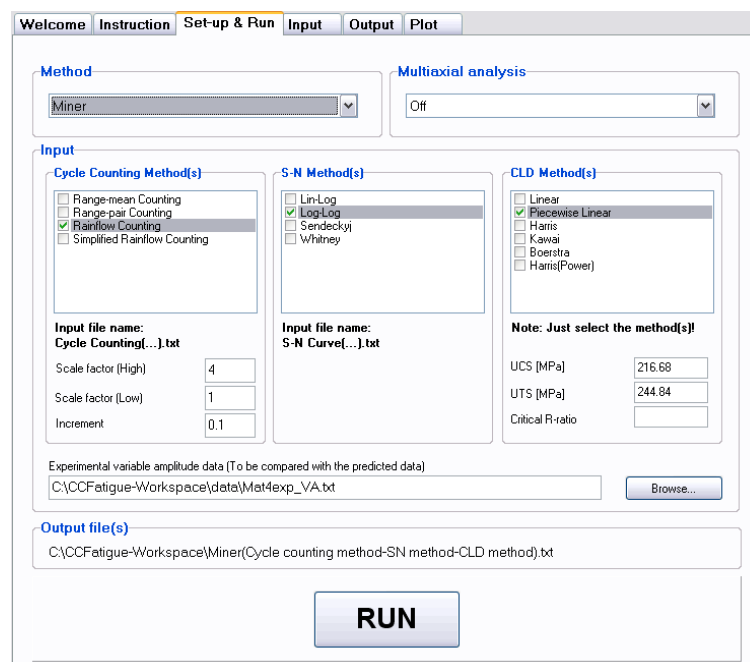 Welcome Instruction Set-up & Run Input Output Plot
Method
Miner
Multiaxial analysis
Off
Input
Cycle Counting Method(s)
Range-mean Counting
Range-pair Counting
Rainflow Counting
Simplified Rainflow Counting
Input file name:
Cycle Counting(...).txt
Scale factor (High) 4
Scale factor (Low) 1
Increment 0.1
S-N Method(s)
Lin-Log
Log-Log
Sendeckyj
Whitney
Input file name:
S-N Curve(...).txt
CLD Method(s)
Linear
Piecewise Linear
Harris
Kawai
Boerstra
Harris(Power)
Note: Just select the method(s)!
UCS [MPa] 216.68
UTS [MPa] 244.84
Critical R-ratio
Experimental variable amplitude data (To be compared with the predicted data)
C:\CCFatigue-Workspace\data\Mat4exp_VA.txt Browse...
Output file(s)
C:\CCFatigue-Workspace\Miner(Cycle counting method-SN method-CLD method).txt
RUN